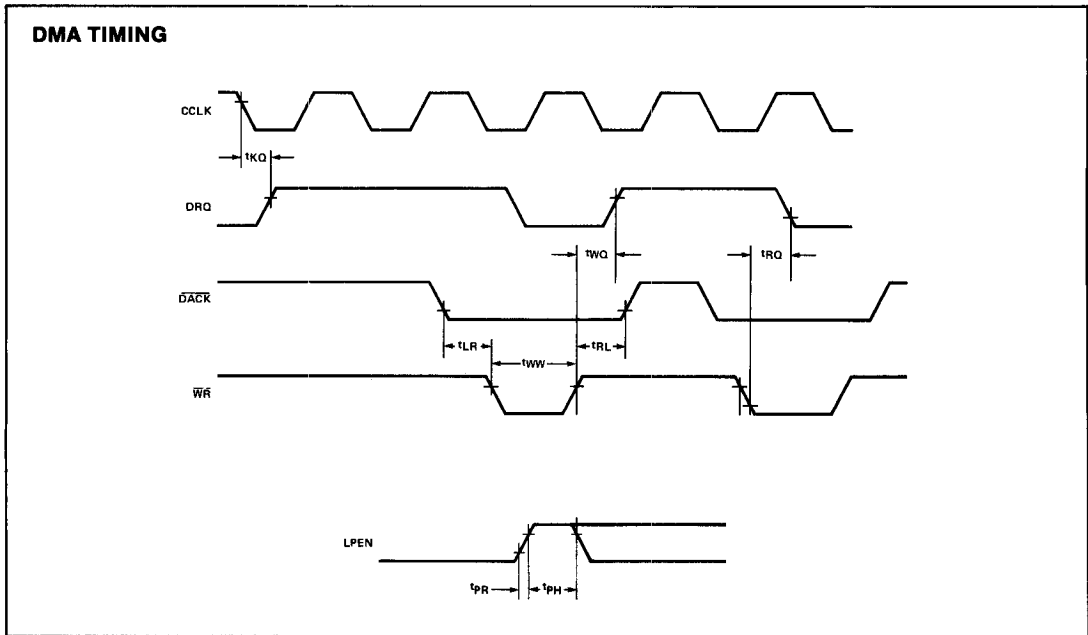 DMA TIMING
CCLK
tKQ
DRQ
tWQ
tRQ
DACK
tLR
tWW
tRL
WR
LPEN
tPR
tPH